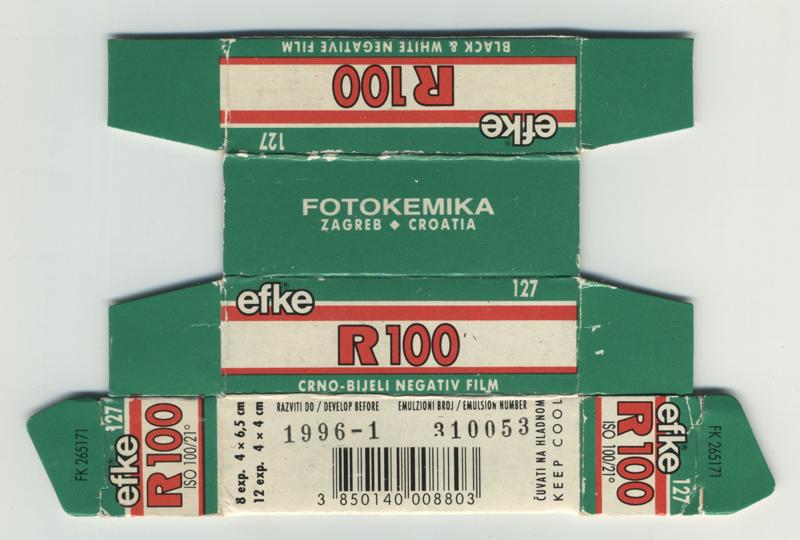 BLACK & WHITE NEGATIVE FILM
R100
efke
127
FOTOKEMIKA
ZAGREB ◆ CROATIA
efke®
127
R100
CRNO-BIJELI NEGATIV FILM
FK 265171
efke
127
R100
ISO 100/21°
8 exp. 4 x 6,5 cm
12 exp. 4 x 4 cm
RAZVITI DO / DEVELOP BEFORE
EMULZIONI BROJ / EMULSION NUMBER
1996-1
310053
3 850140 008803
ČUVATI NA HLADNOM
KEEP COOL
efke
127
R100
ISO 100/21°
FK 265171